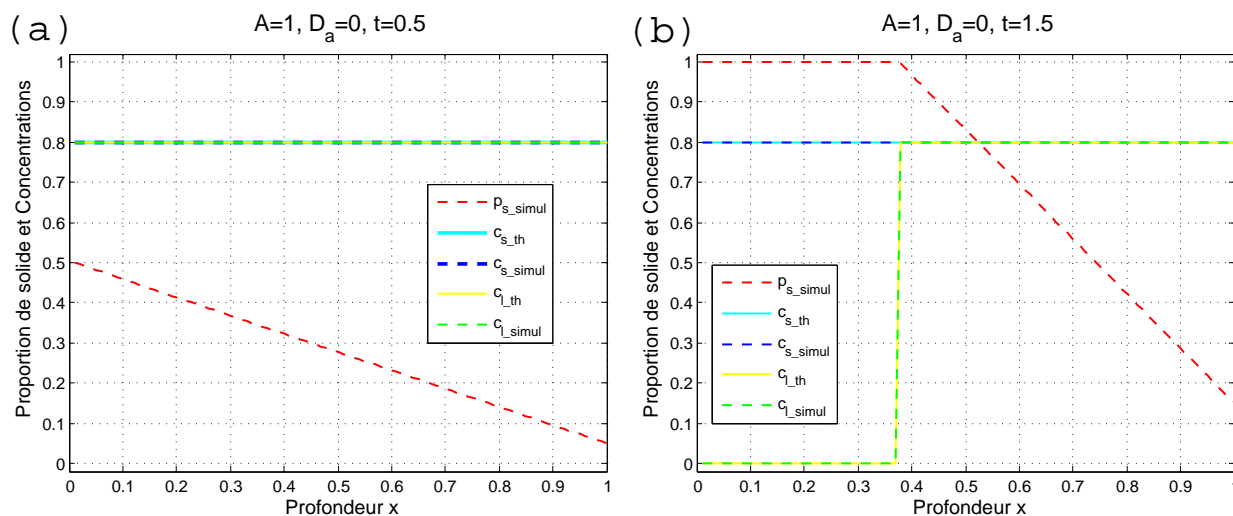 (a)
A=1, D_a=0, t=0.5
Proportion de solide et Concentrations
1
0.9
0.8
0.7
0.6
0.5
0.4
0.3
0.2
0.1
0
0 0.1 0.2 0.3 0.4 0.5 0.6 0.7 0.8 0.9 1
Profondeur x
p_s_simul
c_s_th
c_s_simul
c_l_th
c_l_simul
(b)
A=1, D_a=0, t=1.5
Proportion de solide et Concentrations
1
0.9
0.8
0.7
0.6
0.5
0.4
0.3
0.2
0.1
0
0 0.1 0.2 0.3 0.4 0.5 0.6 0.7 0.8 0.9 1
Profondeur x
p_s_simul
c_s_th
c_s_simul
c_l_th
c_l_simul